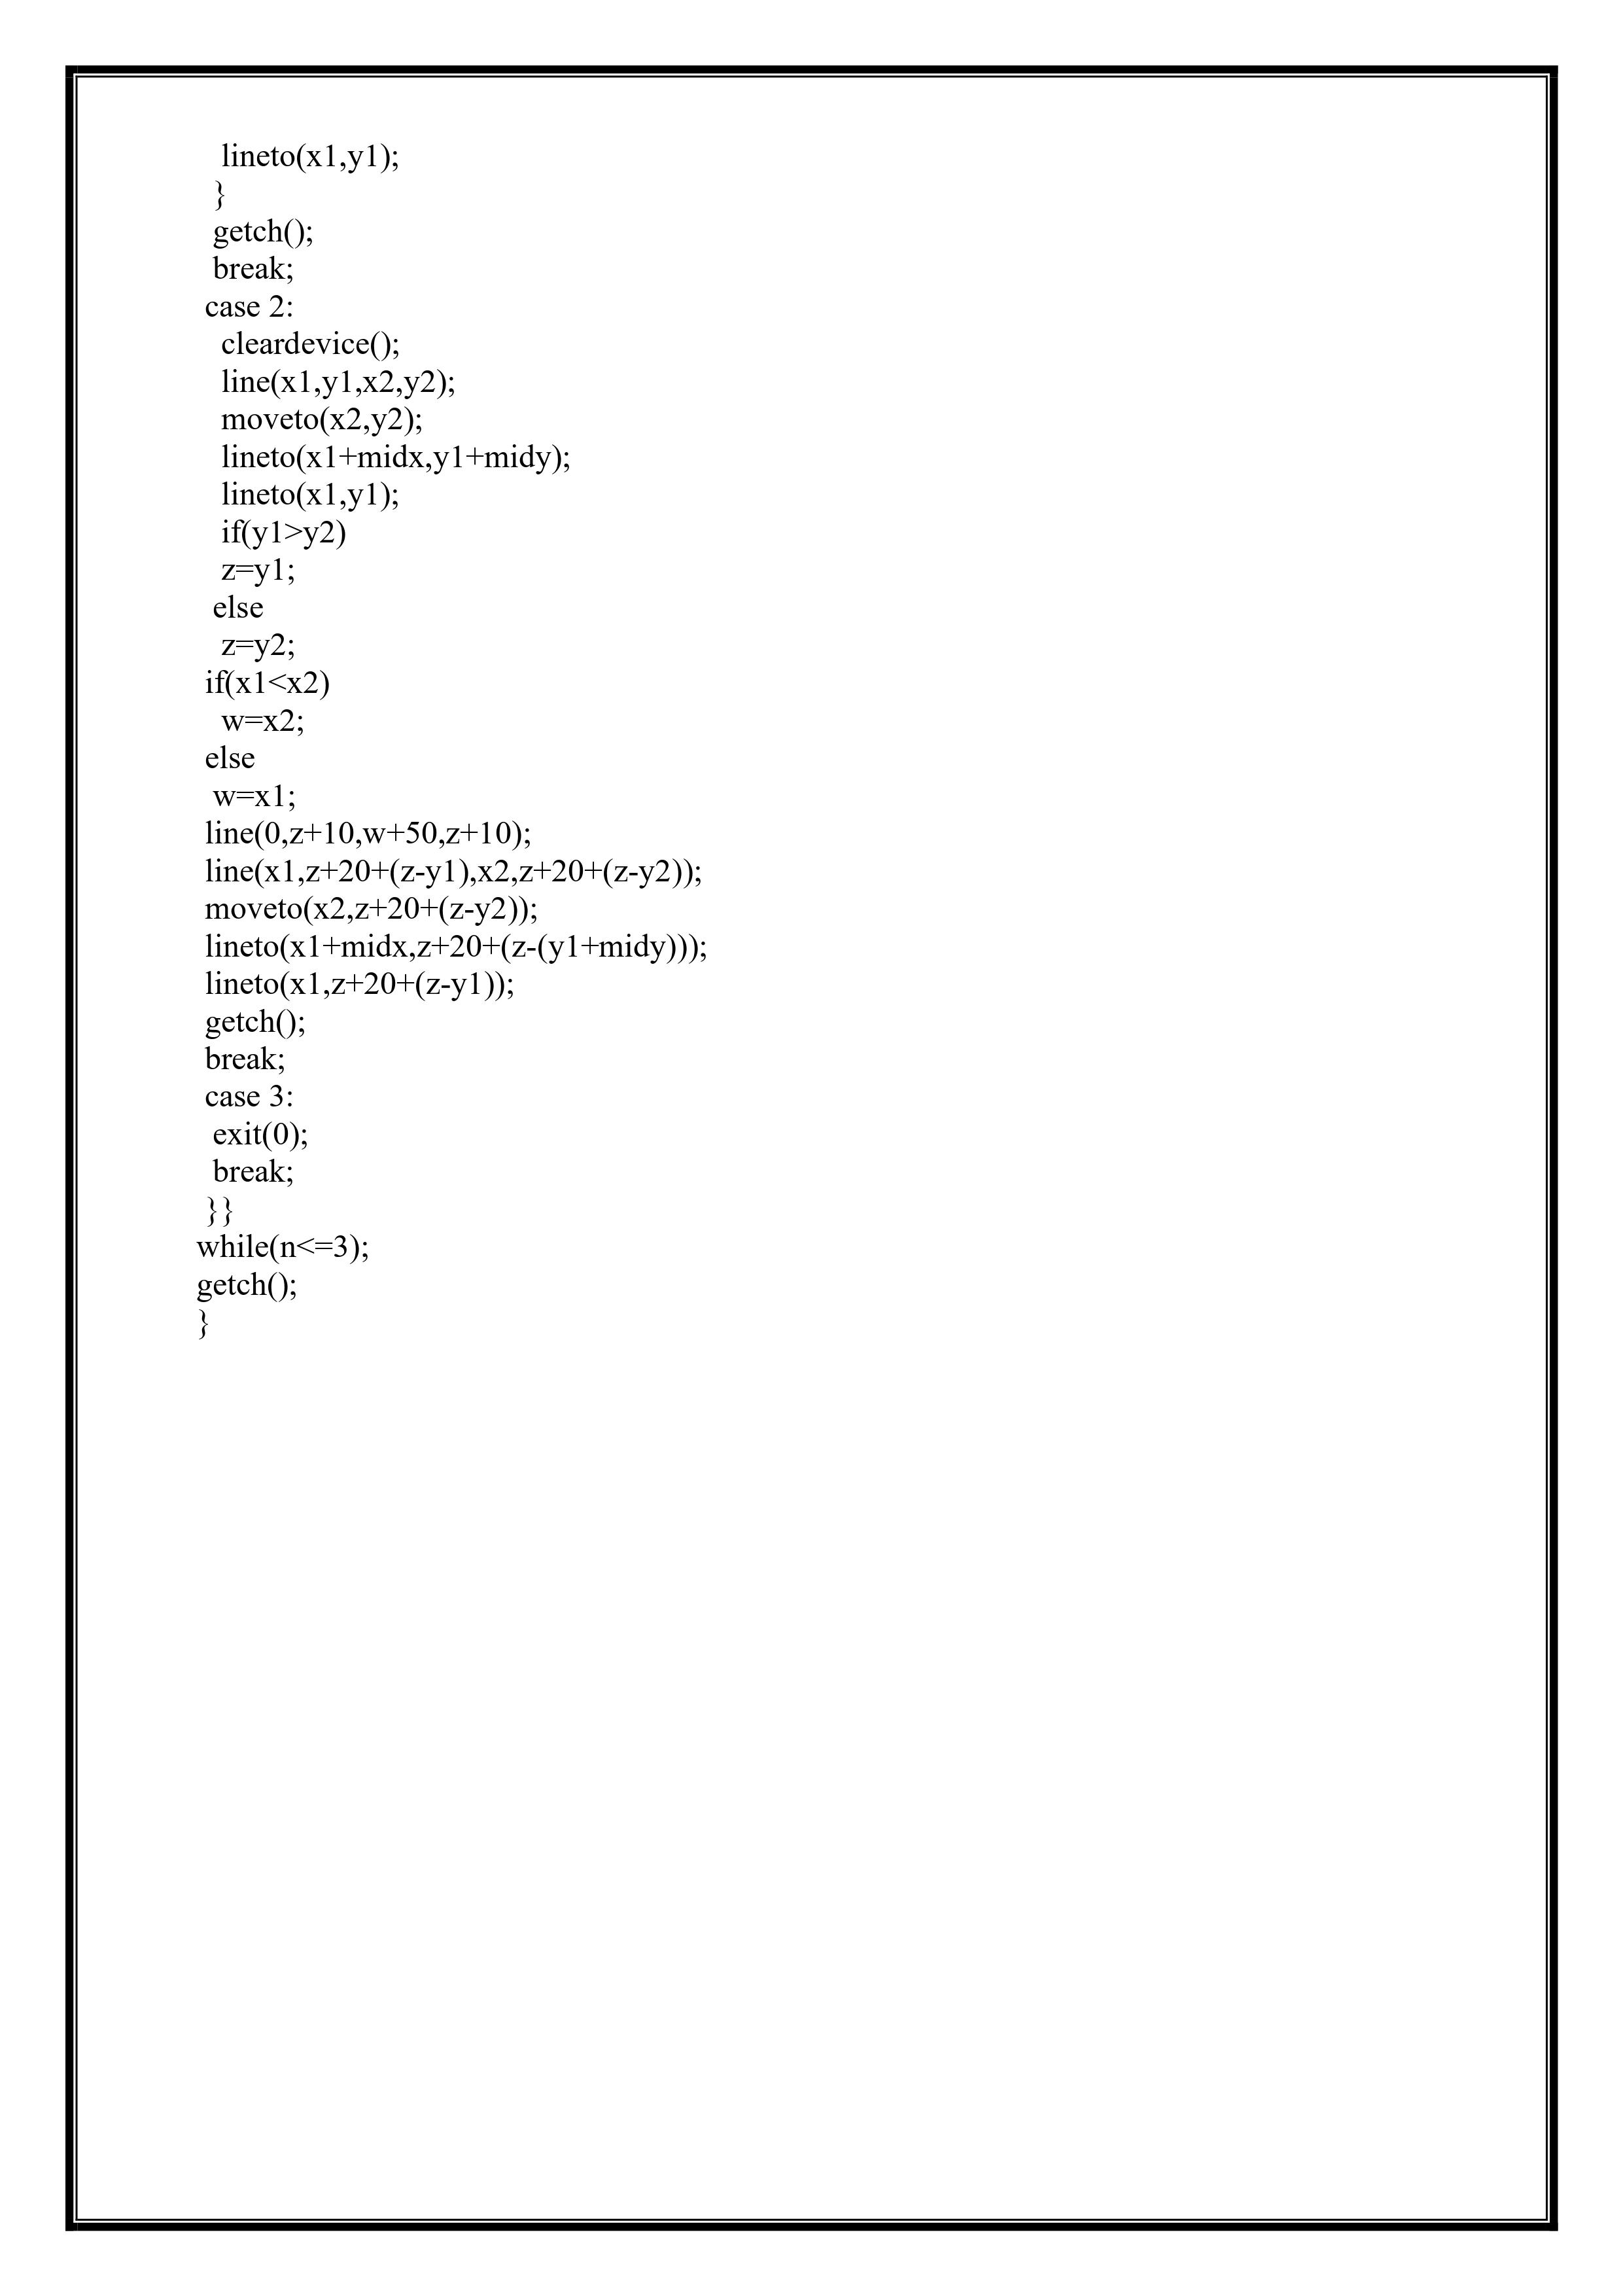 lineto(x1,y1);
}
getch();
break;
case 2:
cleardevice();
line(x1,y1,x2,y2);
moveto(x2,y2);
lineto(x1+midx,y1+midy);
lineto(x1,y1);
if(y1>y2)
z=y1;
else
z=y2;
if(x1<x2)
w=x2;
else
w=x1;
line(0,z+10,w+50,z+10);
line(x1,z+20+(z-y1),x2,z+20+(z-y2));
moveto(x2,z+20+(z-y2));
lineto(x1+midx,z+20+(z-(y1+midy)));
lineto(x1,z+20+(z-y1));
getch();
break;
case 3:
exit(0);
break;
}}
while(n<=3);
getch();
}